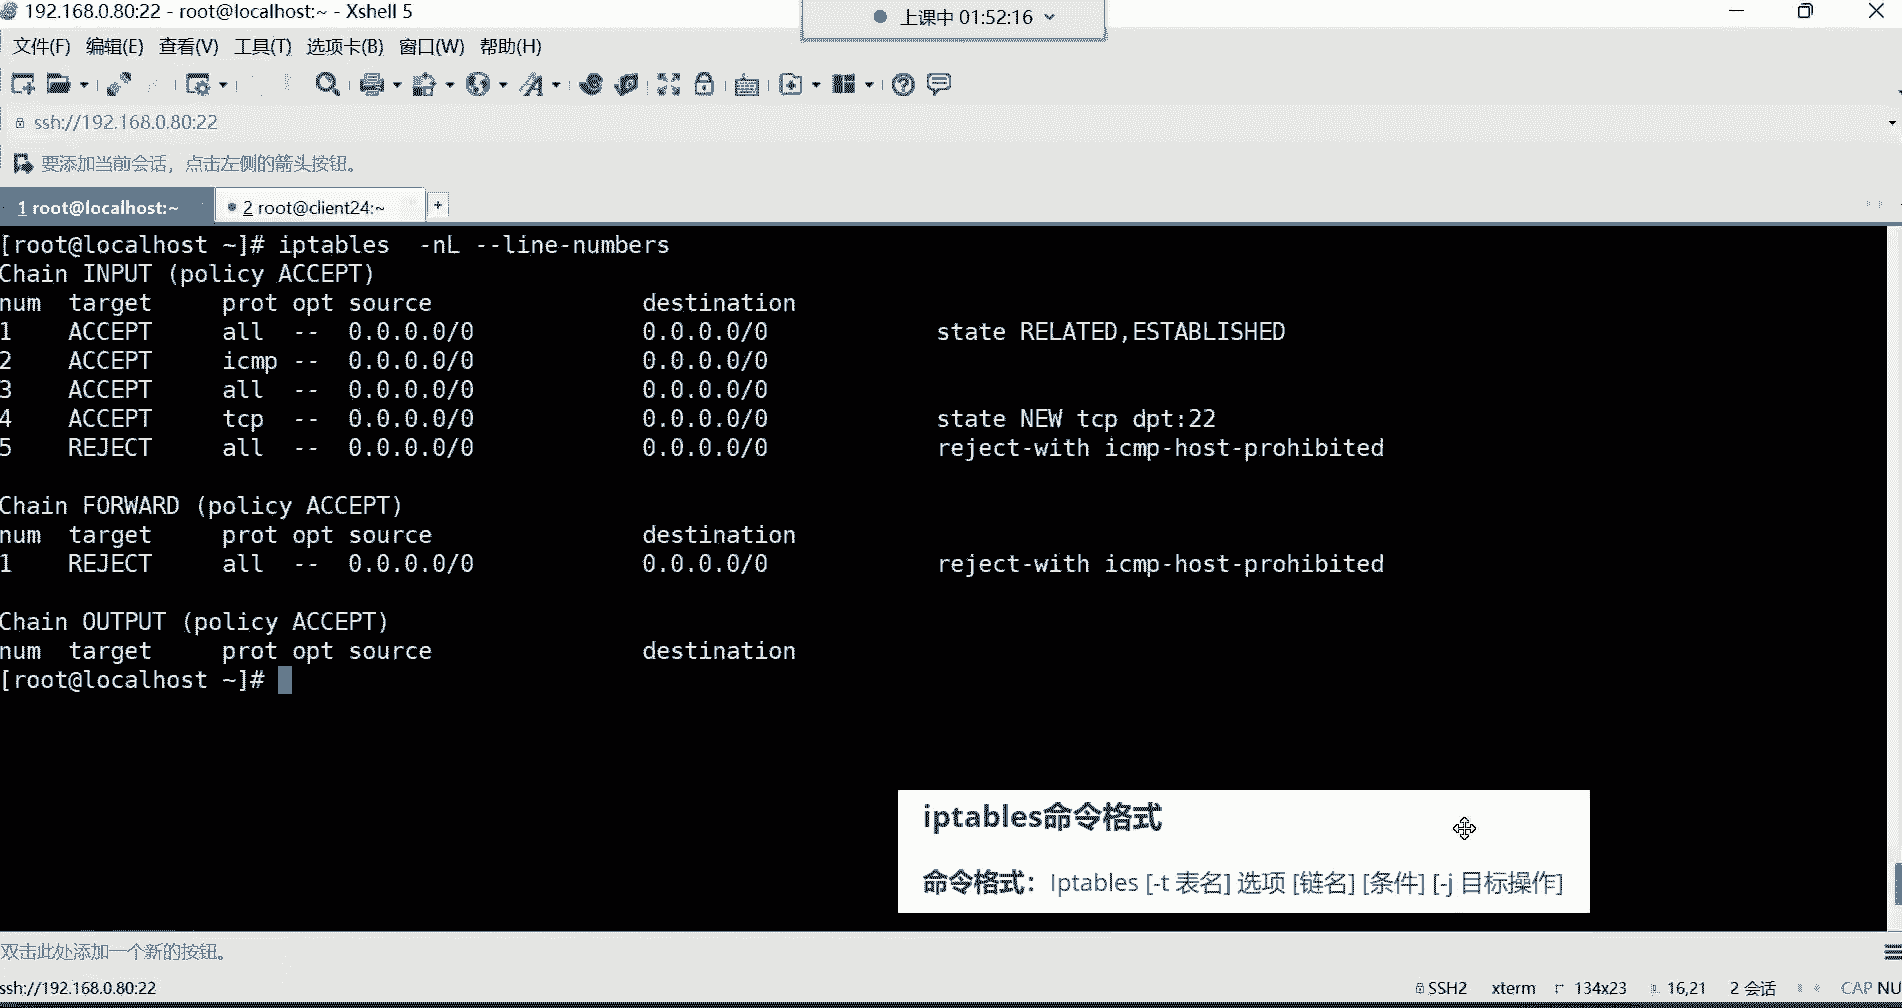 192.168.0.80:22 - root@localhost:~ - Xshell 5
上课中 01:52:16
文件(F) 编辑(E) 查看(V) 工具(T) 选项卡(B) 窗口(W) 帮助(H)
ssh://192.168.0.80:22
要添加当前会话，点击左侧的箭头按钮。
1 root@localhost:~ 2 root@client24:~ +
[root@localhost ~]# iptables  -nL --line-numbers
Chain INPUT (policy ACCEPT)
num  target     prot opt source               destination
1    ACCEPT     all  --  0.0.0.0/0            0.0.0.0/0            state RELATED,ESTABLISHED
2    ACCEPT     icmp --  0.0.0.0/0            0.0.0.0/0
3    ACCEPT     all  --  0.0.0.0/0            0.0.0.0/0
4    ACCEPT     tcp  --  0.0.0.0/0            0.0.0.0/0            state NEW tcp dpt:22
5    REJECT     all  --  0.0.0.0/0            0.0.0.0/0            reject-with icmp-host-prohibited
Chain FORWARD (policy ACCEPT)
num  target     prot opt source               destination
1    REJECT     all  --  0.0.0.0/0            0.0.0.0/0            reject-with icmp-host-prohibited
Chain OUTPUT (policy ACCEPT)
num  target     prot opt source               destination
[root@localhost ~]#
iptables命令格式
命令格式：Iptables [-t 表名] 选项 [链名] [条件] [-j 目标操作]
双击此处添加一个新的按钮。
ssh://192.168.0.80:22 SSH2 xterm 134x23 16,21 2 会话 CAP NU